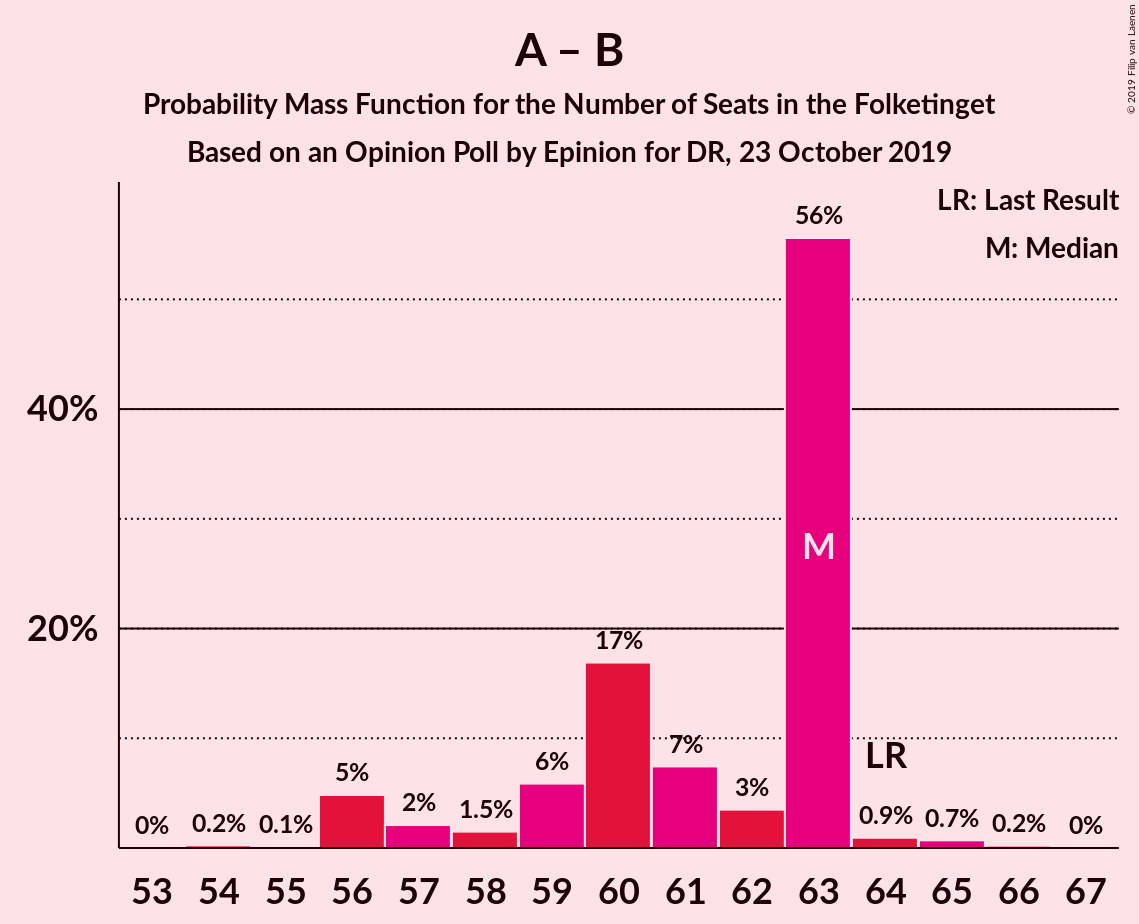 A – B
Probability Mass Function for the Number of Seats in the Folketinget
Based on an Opinion Poll by Epinion for DR, 23 October 2019
© 2019 Filip van Laenen
LR: Last Result
M: Median
56%
40%
M
20%
17%
LR
7%
6%
5%
3%
2%
1.5%
0.9%
0.7%
0% 0.2% 0.1%
0.2% 0%
53 54 55 56 57 58 59 60 61 62 63 64 65 66 67